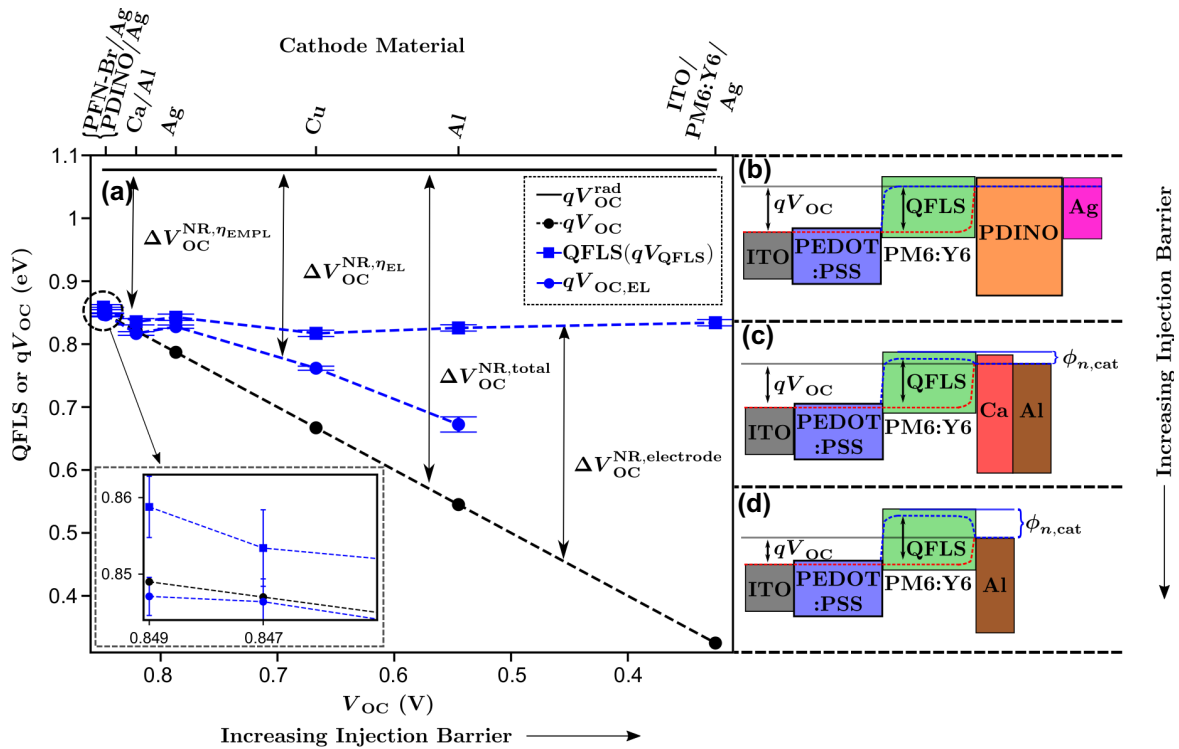 Cathode Material
{PFN-Br/Ag
PDINO/Ag
Ca/Al
Ag
Cu
Al
ITO/
PM6:Y6/
Ag
QFLS or qV_OC (eV)
1.1
1
0.9
0.8
0.7
0.6
0.5
0.4
(a)
ΔV_OC^{NR,η_EMPL}
ΔV_OC^{NR,η_EL}
ΔV_OC^{NR,total}
ΔV_OC^{NR,electrode}
qV_OC^rad
qV_OC
QFLS(qV_QFLS)
qV_OC,EL
0.86
0.85
0.849
0.847
0.8
0.7
0.6
0.5
0.4
V_OC (V)
Increasing Injection Barrier
(b)
qV_OC
QFLS
ITO
PEDOT
:PSS
PM6:Y6
PDINO
Ag
(c)
qV_OC
QFLS
ϕ_n,cat
ITO
PEDOT
:PSS
PM6:Y6
Ca
Al
(d)
qV_OC
QFLS
ϕ_n,cat
ITO
PEDOT
:PSS
PM6:Y6
Al
Increasing Injection Barrier